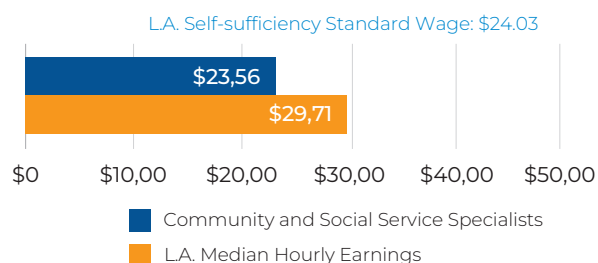 L.A. Self-sufficiency Standard Wage: $24.03
$23,56
$29,71
$0 $10,00 $20,00 $30,00 $40,00 $50,00
Community and Social Service Specialists
L.A. Median Hourly Earnings